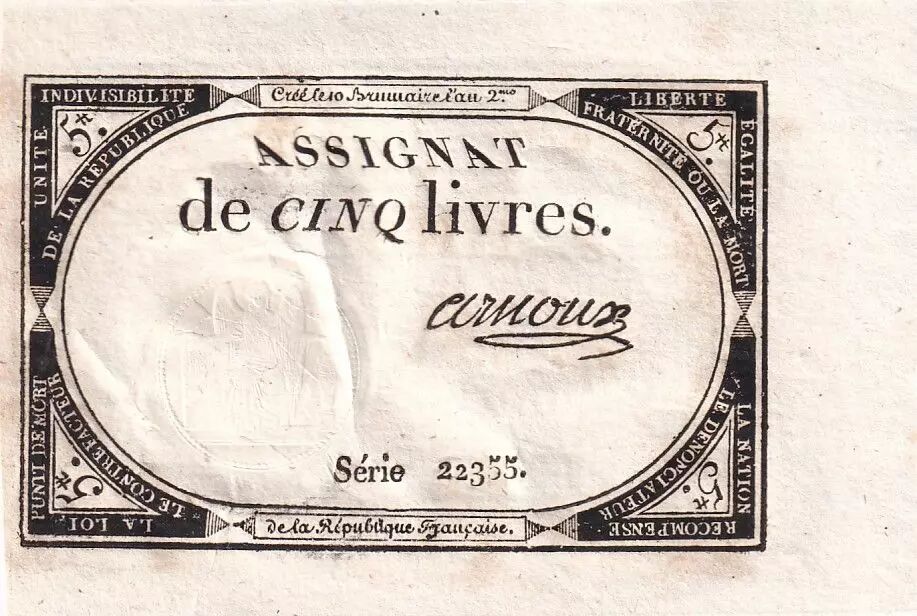 INDIVISIBILITE
UNITE
DE LA RÉPUBLIQUE
5.
Créé le 10 Brumaire l'an 2.me
LIBERTE
EGALITE
FRATERNITE OU LA MORT
5.
ASSIGNAT
de CINQ livres.
arnoux
Série 22355.
PUNIT DE MORT
LE CONTREFACTEUR
LA LOI
5.
de la République Française.
LA NATION
LE DENONCIATEUR
RECOMPENSE
5.